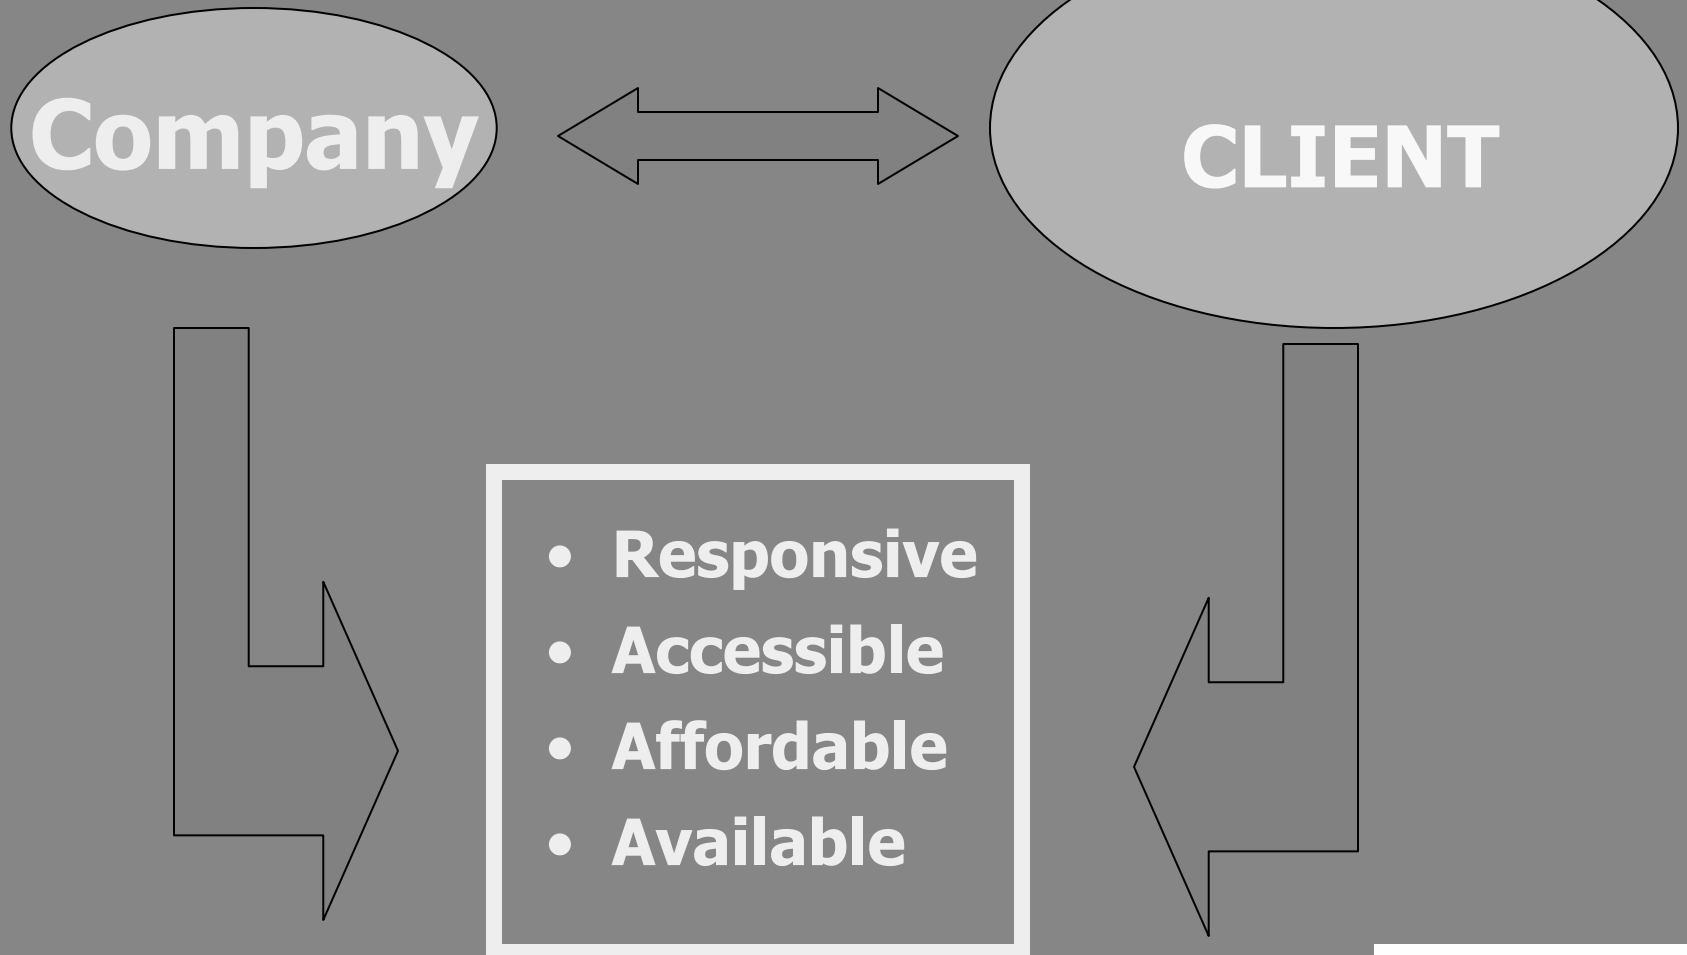 Company
CLIENT
• Responsive
• Accessible
• Affordable
• Available